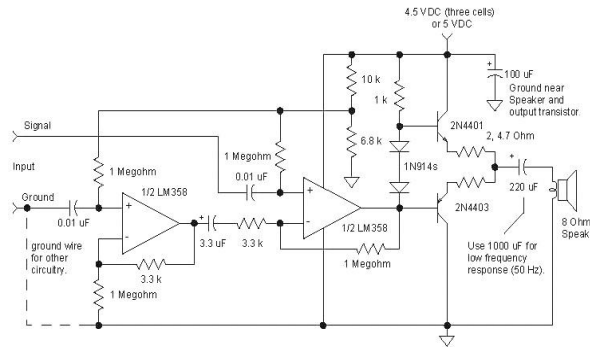 4.5 VDC (three cells)
or 5 VDC
+
100 uF
Ground near
Speaker and
output transistor
10 k
1 k
2N4401
Signal
6.8 k
2, 4.7 Ohm
1 Megohm
1N914s
Input
1 Megohm
0.01 uF
+
220 uF
Ground
1/2 LM358
+
2N4403
0.01 uF
+
+
-
1/2 LM358
8 Ohm
Speak
-
3.3 uF
3.3 k
ground wire
for other
circuitry.
1 Megohm
Use 1000 uF for
low frequency
response (50 Hz).
3.3 k
1 Megohm